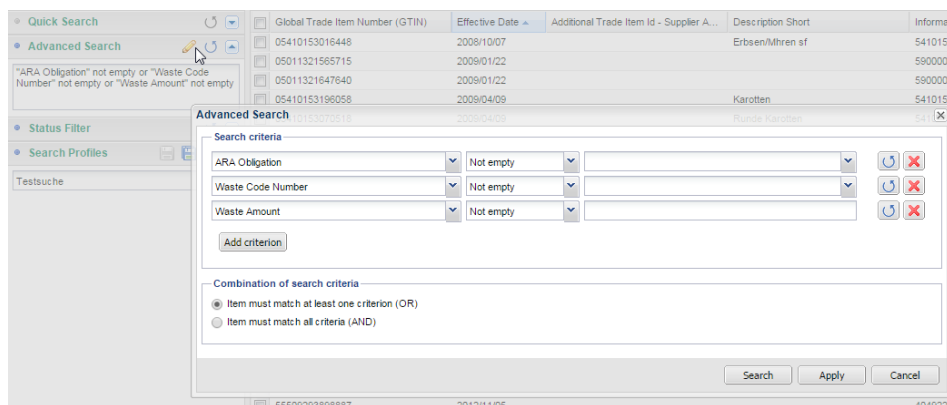 Quick Search
Advanced Search
"ARA Obligation" not empty or "Waste Code
Number" not empty or "Waste Amount" not empty
Status Filter
Search Profiles
Testsuche
Global Trade Item Number (GTIN) Effective Date Additional Trade Item Id - Supplier A... Description Short Informa
05410153016448 2008/10/07 Erbsen/Mhren sf 541015
05011321565715 2009/01/22 590000
05011321647640 2009/01/22 590000
05410153196058 2009/04/09 Karotten 541015
05410153070518 2009/04/09 Runde Karotten
Advanced Search
Search criteria
ARA Obligation Not empty
Waste Code Number Not empty
Waste Amount Not empty
Add criterion
Combination of search criteria
Item must match at least one criterion (OR)
Item must match all criteria (AND)
Search Apply Cancel